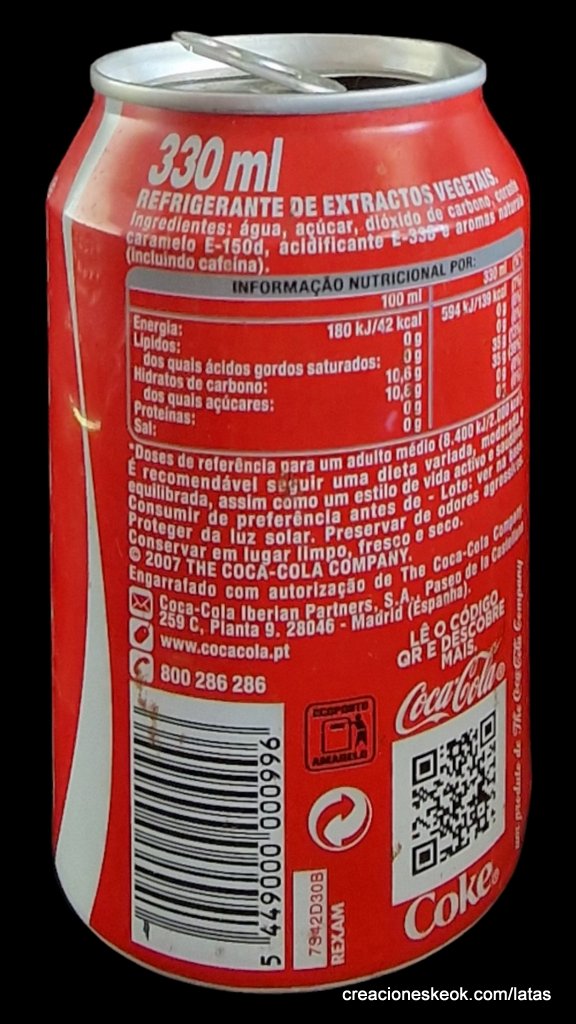 330 ml
REFRIGERANTE DE EXTRACTOS VEGETAIS.
Ingredientes: água, açúcar, dióxido de carbono, corante
caramelo E-150d, acidificante E-338 e aromas naturais
(incluindo cafeína).
INFORMAÇÃO NUTRICIONAL POR:
100 ml 330 ml
Energia: 180 kJ/42 kcal 594 kJ/139 kcal
Lípidos: 0 g 0 g
dos quais ácidos gordos saturados: 0 g 0 g
Hidratos de carbono: 10,6 g 35 g
dos quais açúcares: 10,6 g 35 g
Proteínas: 0 g 0 g
Sal: 0 g 0 g
*Doses de referência para um adulto médio (8.400 kJ/2.000 kcal)
É recomendável seguir uma dieta variada, moderada e
equilibrada, assim como um estilo de vida activo e saudável
Consumir de preferência antes de - Lote: ver na base
Proteger da luz solar. Preservar de odores agressivos
Conservar em lugar limpo, fresco e seco.
© 2007 THE COCA-COLA COMPANY.
Engarrafado com autorização de The Coca-Cola Company
Coca-Cola Iberian Partners, S.A., Paseo de la Castellana
259 C, Planta 9. 28046 - Madrid (Espanha).
www.cocacola.pt
800 286 286
LÊ O CÓDIGO
QR E DESCOBRE
MAIS.
Coca-Cola®
ECOPONTO
AMARELO
5 449000 000996
7942D30B
REXAM
Coke®
um produto de The Coca-Cola Company
creacioneskeok.com/latas